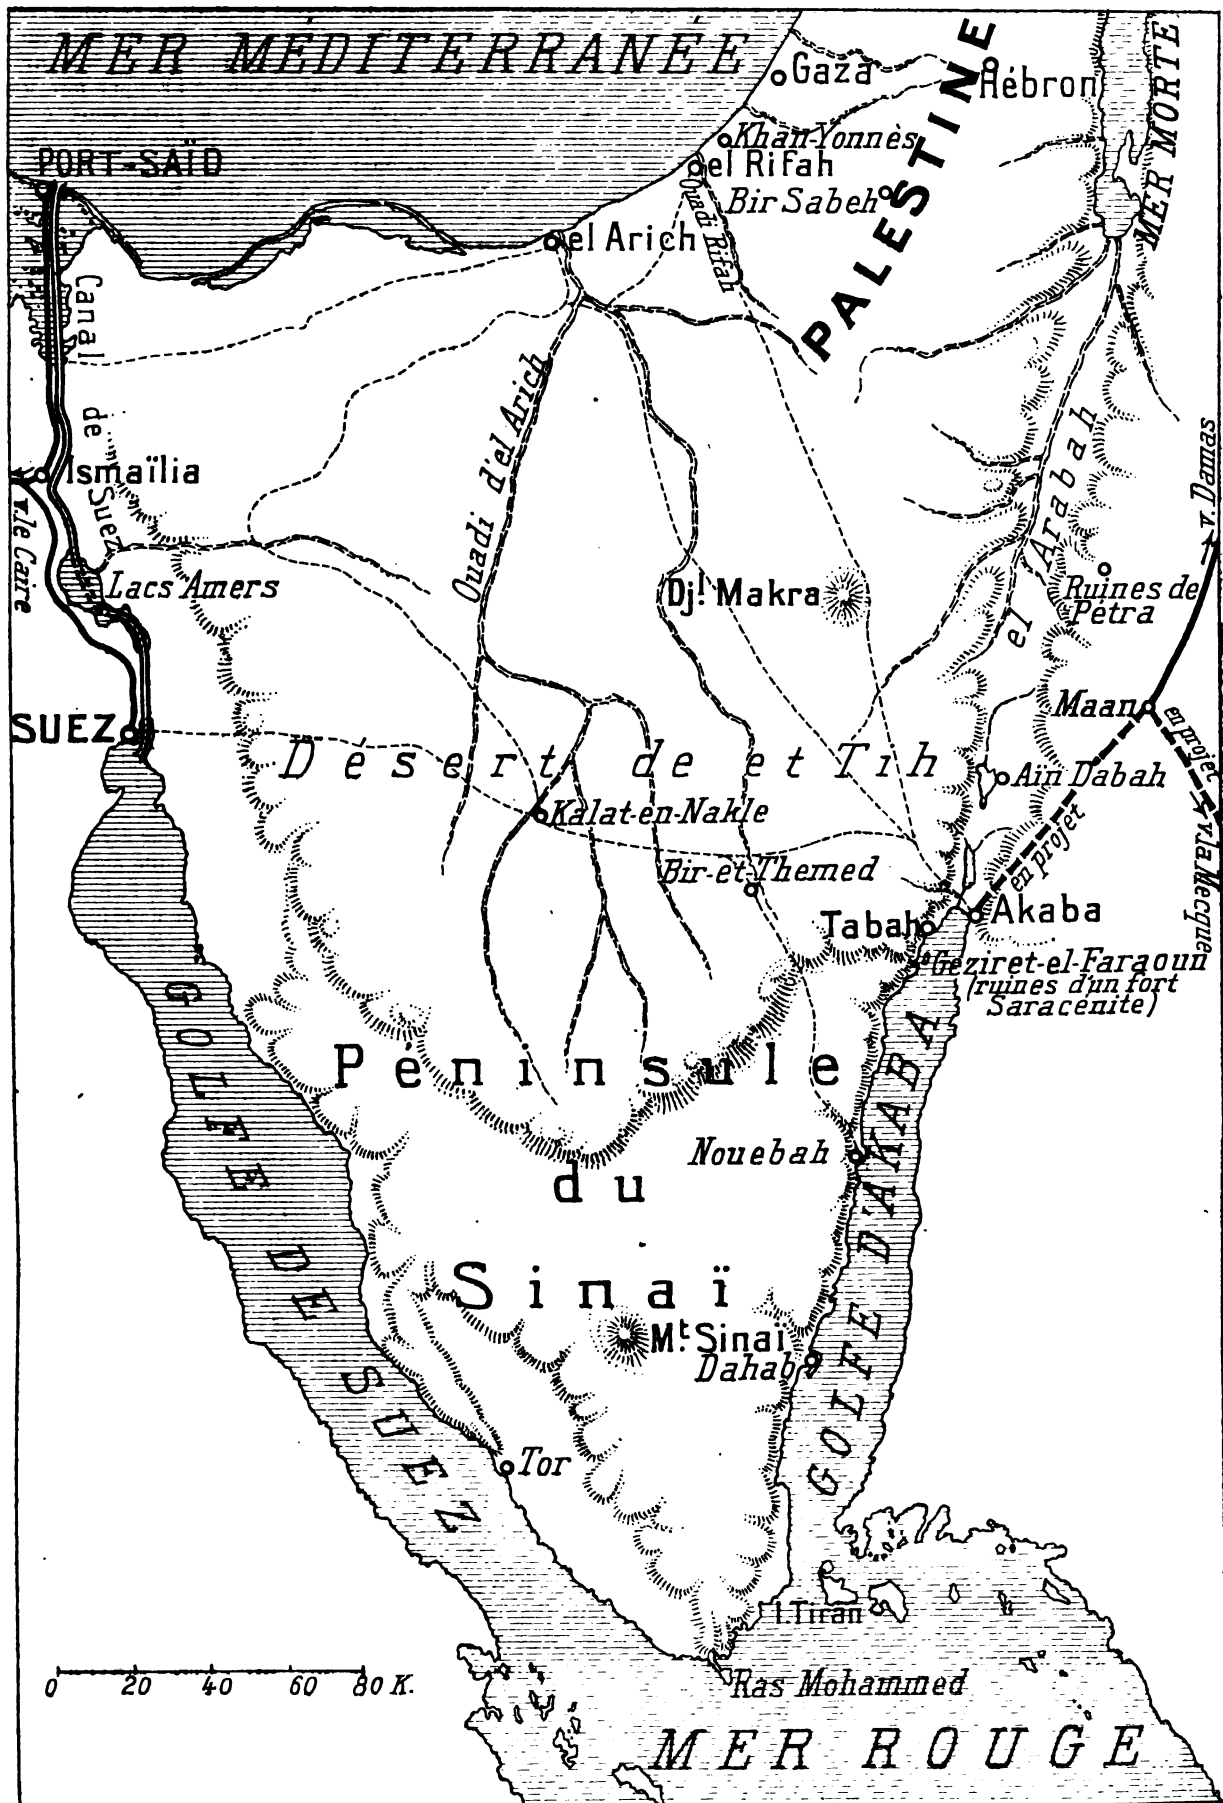 MER MÉDITERRANÉE
PALESTINE
MER MORTE
Gaza
Hébron
Khan-Yonnès
el Rifah
Bir Sabeh
Ouadi Rifah
PORT-SAÏD
el Arich
Canal de Suez
Ouadi d'el Arich
Ismaïlia
v. le Caire
Lacs Amers
Dj.! Makra
el Arabah
v. Damas
Ruines de
Pétra
SUEZ
Maan
en projet
v. la Mecque
Désert de et Tih
Ain Dabah
Kalat-en-Nakle
en projet
Bir-et-Themed
Tabah
Akaba
Géziret-el-Faraoun
(ruines d'un fort
Saracénite)
Péninsule
du
Sinaï
GOLFE DE SUEZ
GOLFE D'AKABA
Nouebah
Mt. Sinaï
Dahab
Tor
I. Tiran
Ras Mohammed
0 20 40 60 80 K.
MER ROUGE